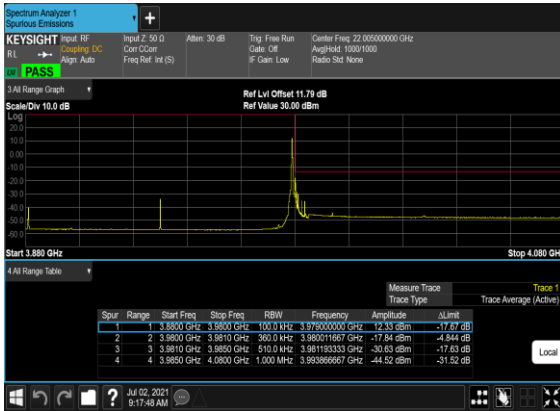 Spectrum Analyzer 1
Spurious Emissions
+
KEYSIGHT Input: RF Input Z: 50 Ω Atten: 30 dB Trig: Free Run Center Freq: 22.005000000 GHz
RL Coupling: DC Corr CCorr Gate: Off Avg|Hold: 1000/1000
Align: Auto Freq Ref: Int (S) IF Gain: Low Radio Std: None
PASS
3 All Range Graph
Ref Lvl Offset 11.79 dB
Scale/Div 10.0 dB Ref Value 30.00 dBm
Log
20.0
10.0
0.00
-10.0
-20.0
-30.0
-40.0
-50.0
-60.0
Start 3.880 GHz Stop 4.080 GH
4 All Range Table
Measure Trace Trace 1
Trace Type Trace Average (Active)
Spur Range Start Freq Stop Freq RBW Frequency Amplitude ΔLimit
1 1 3.8800 GHz 3.9800 GHz 100.0 kHz 3.979000000 GHz 12.33 dBm -17.67 dB
2 2 3.9800 GHz 3.9810 GHz 360.0 kHz 3.980011667 GHz -17.84 dBm -4.844 dB
3 3 3.9810 GHz 3.9850 GHz 510.0 kHz 3.981193333 GHz -30.63 dBm -17.63 dB
4 4 3.9850 GHz 4.0800 GHz 1.000 MHz 3.993866667 GHz -44.52 dBm -31.52 dB
Local
? Jul 02, 2021
9:17:48 AM